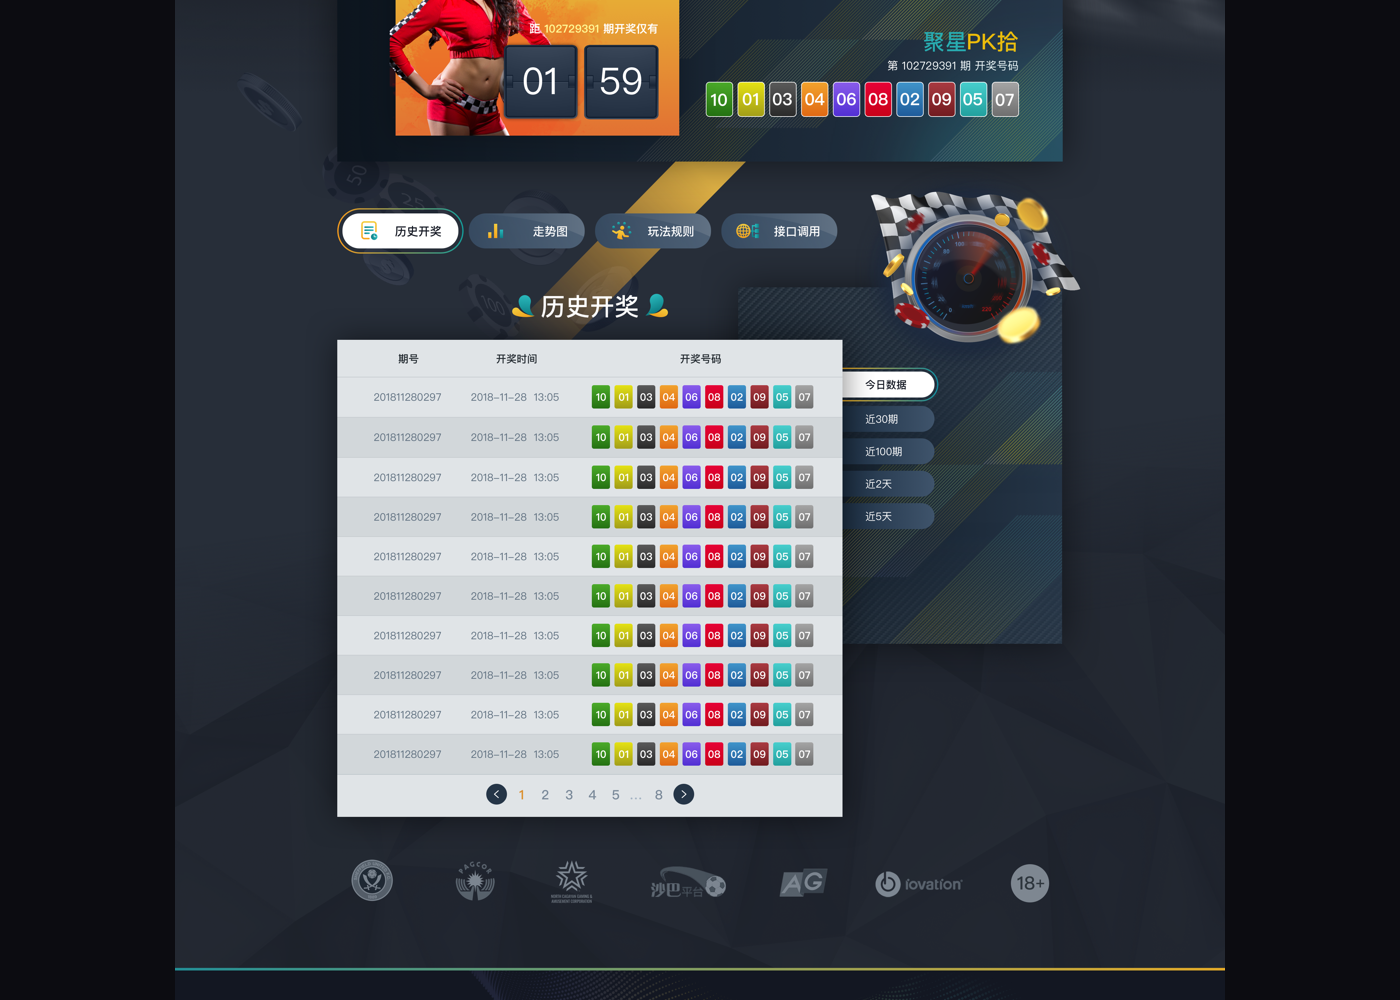 距 102729391 期开奖仅有
01 59
聚星PK拾
第 102729391 期 开奖号码
10 01 03 04 06 08 02 09 05 07
历史开奖 走势图 玩法规则 接口调用
历史开奖
期号 开奖时间 开奖号码
201811280297 2018-11-28 13:05 10 01 03 04 06 08 02 09 05 07
201811280297 2018-11-28 13:05 10 01 03 04 06 08 02 09 05 07
201811280297 2018-11-28 13:05 10 01 03 04 06 08 02 09 05 07
201811280297 2018-11-28 13:05 10 01 03 04 06 08 02 09 05 07
201811280297 2018-11-28 13:05 10 01 03 04 06 08 02 09 05 07
201811280297 2018-11-28 13:05 10 01 03 04 06 08 02 09 05 07
201811280297 2018-11-28 13:05 10 01 03 04 06 08 02 09 05 07
201811280297 2018-11-28 13:05 10 01 03 04 06 08 02 09 05 07
201811280297 2018-11-28 13:05 10 01 03 04 06 08 02 09 05 07
201811280297 2018-11-28 13:05 10 01 03 04 06 08 02 09 05 07
1 2 3 4 5 ... 8
今日数据
近30期
近100期
近2天
近5天
PAGCOR
沙巴平台
AG
iovation
18+